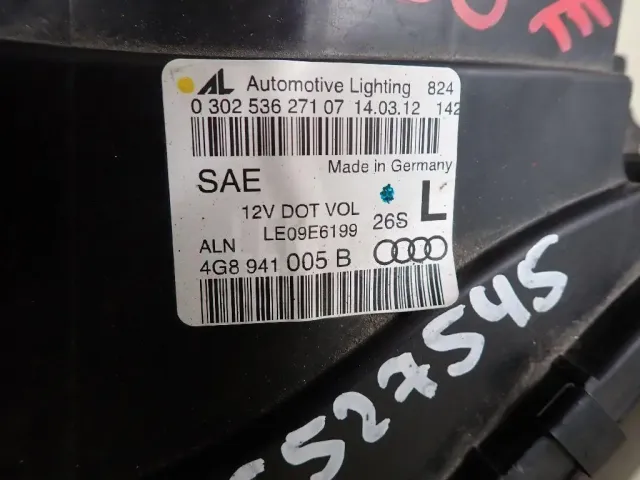 AL Automotive Lighting 824
0 302 536 271 07 14.03.12 142
Made in Germany
SAE
12V DOT VOL 26S L
LE09E6199
ALN
4G8 941 005 B
5527545